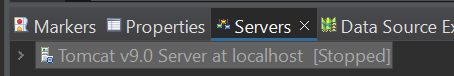 Markers Properties Servers Data Source Ex
Tomcat v9.0 Server at localhost [Stopped]